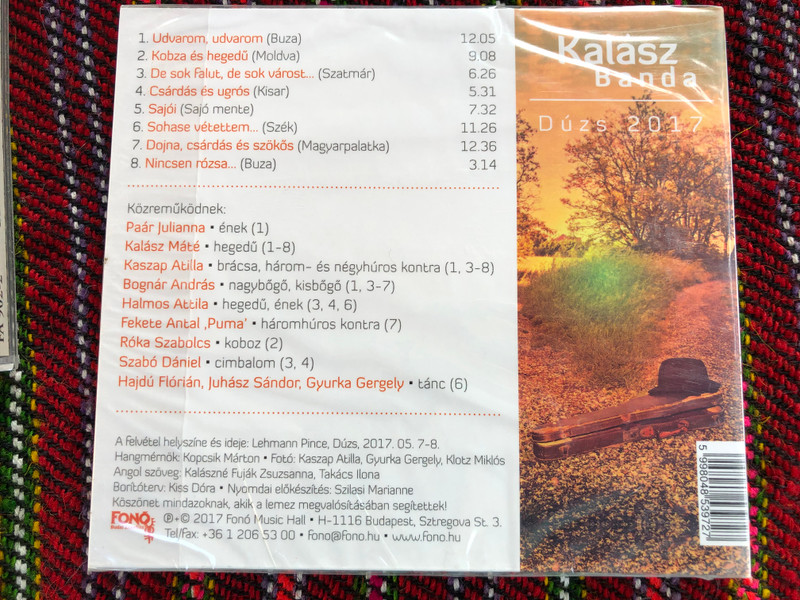 1. Udvarom, udvarom (Buza) 12.05
2. Kobza és hegedű (Moldva) 9.08
3. De sok falut, de sok várost... (Szatmár) 6.26
4. Csárdás és ugrós (Kisar) 5.31
5. Sajói (Sajó mente) 7.32
6. Sohase vétettem... (Szék) 11.26
7. Dojna, csárdás és szökős (Magyarpalatka) 12.36
8. Nincsen rózsa... (Buza) 3.14
Közreműködnek:
Paár Julianna • ének (1)
Kalász Máté • hegedű (1-8)
Kaszap Atilla • brácsa, három- és négyhúros kontra (1, 3-8)
Bognár András • nagybőgő, kisbőgő (1, 3-7)
Halmos Attila • hegedű, ének (3, 4, 6)
Fekete Antal ‚Puma' • háromhúros kontra (7)
Róka Szabolcs • koboz (2)
Szabó Dániel • cimbalom (3, 4)
Hajdú Flórián, Juhász Sándor, Gyurka Gergely • tánc (6)
A felvétel helyszíne és ideje: Lehmann Pince, Dúzs, 2017. 05. 7-8.
Hangmérnök: Kopcsik Márton • Fotó: Kaszap Atilla, Gyurka Gergely, Klotz Miklós
Angol szöveg: Kalászné Fuják Zsuzsanna, Takács Ilona
Borítóterv: Kiss Dóra • Nyomdai előkészítés: Szilasi Marianne
Köszönet mindazoknak, akik a lemez megvalósításában segítettek!
FONÓ
℗+© 2017 Fonó Music Hall • H-1116 Budapest, Sztregova St. 3.
Tel/fax: +36 1 206 53 00 • fono@fono.hu • www.fono.hu
Kalász
Banda
Dúzs 2017
5 998048 539727